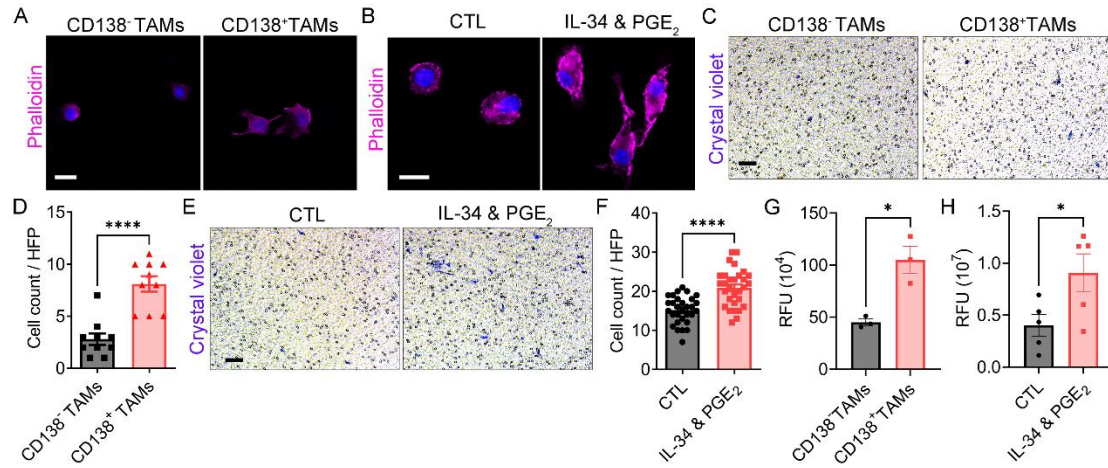 A
CD138⁻ TAMs
CD138⁺TAMs
Phalloidin
B
CTL
IL-34 & PGE₂
Phalloidin
C
CD138⁻ TAMs
CD138⁺TAMs
Crystal violet
D
Cell count / HFP
15
10
5
0
****
CD138⁻ TAMs
CD138⁺ TAMs
E
CTL
IL-34 & PGE₂
Crystal violet
F
Cell count / HFP
40
30
20
10
0
****
CTL
IL-34 & PGE₂
G
RFU (10⁴)
150
100
50
0
*
CD138⁻TAMs
CD138⁺TAMs
H
RFU (10⁷)
1.5
1.0
0.5
0.0
*
CTL
IL-34 & PGE₂